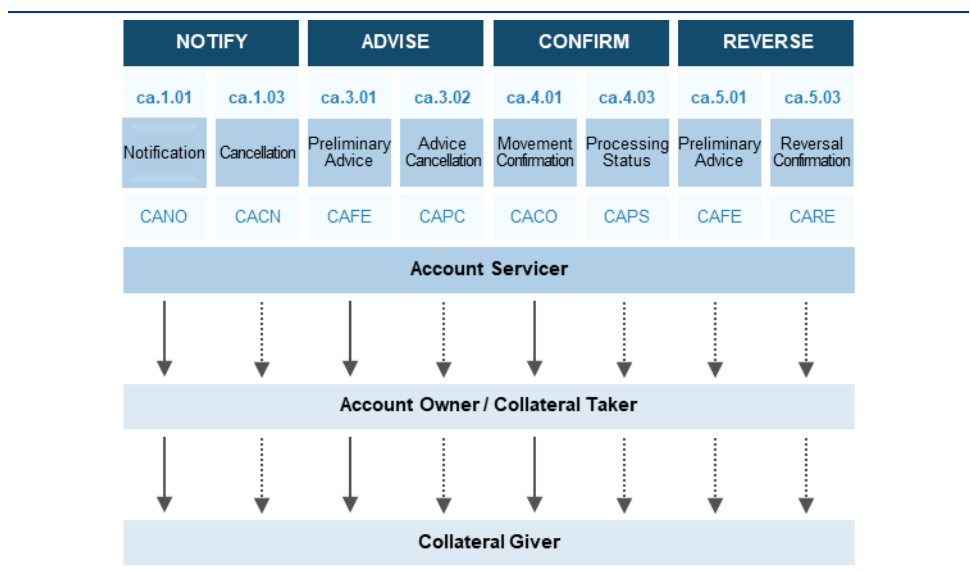 NOTIFY ADVISE CONFIRM REVERSE
ca.1.01 ca.1.03 ca.3.01 ca.3.02 ca.4.01 ca.4.03 ca.5.01 ca.5.03
Notification Cancellation Preliminary Advice Advice Cancellation Movement Confirmation Processing Status Preliminary Advice Reversal Confirmation
CANO CACN CAFE CAPC CACO CAPS CAFE CARE
Account Servicer
Account Owner / Collateral Taker
Collateral Giver